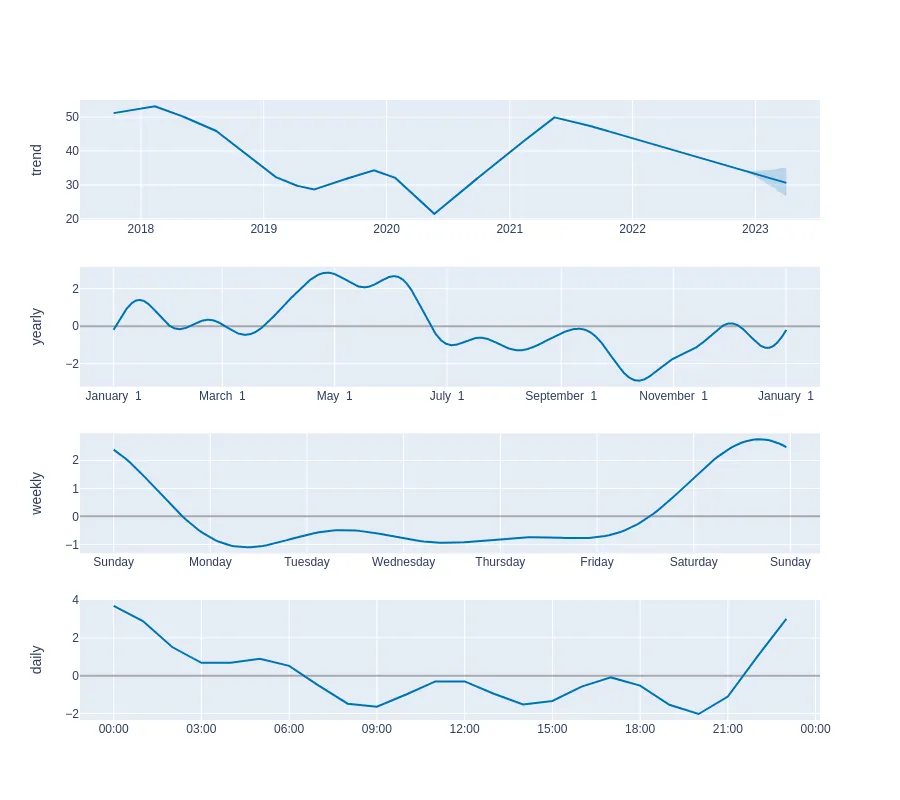 trend
50
40
30
20
2018 2019 2020 2021 2022 2023
yearly
2
0
−2
January 1 March 1 May 1 July 1 September 1 November 1 January 1
weekly
2
1
0
−1
Sunday Monday Tuesday Wednesday Thursday Friday Saturday Sunday
daily
4
2
0
−2
00:00 03:00 06:00 09:00 12:00 15:00 18:00 21:00 00:00